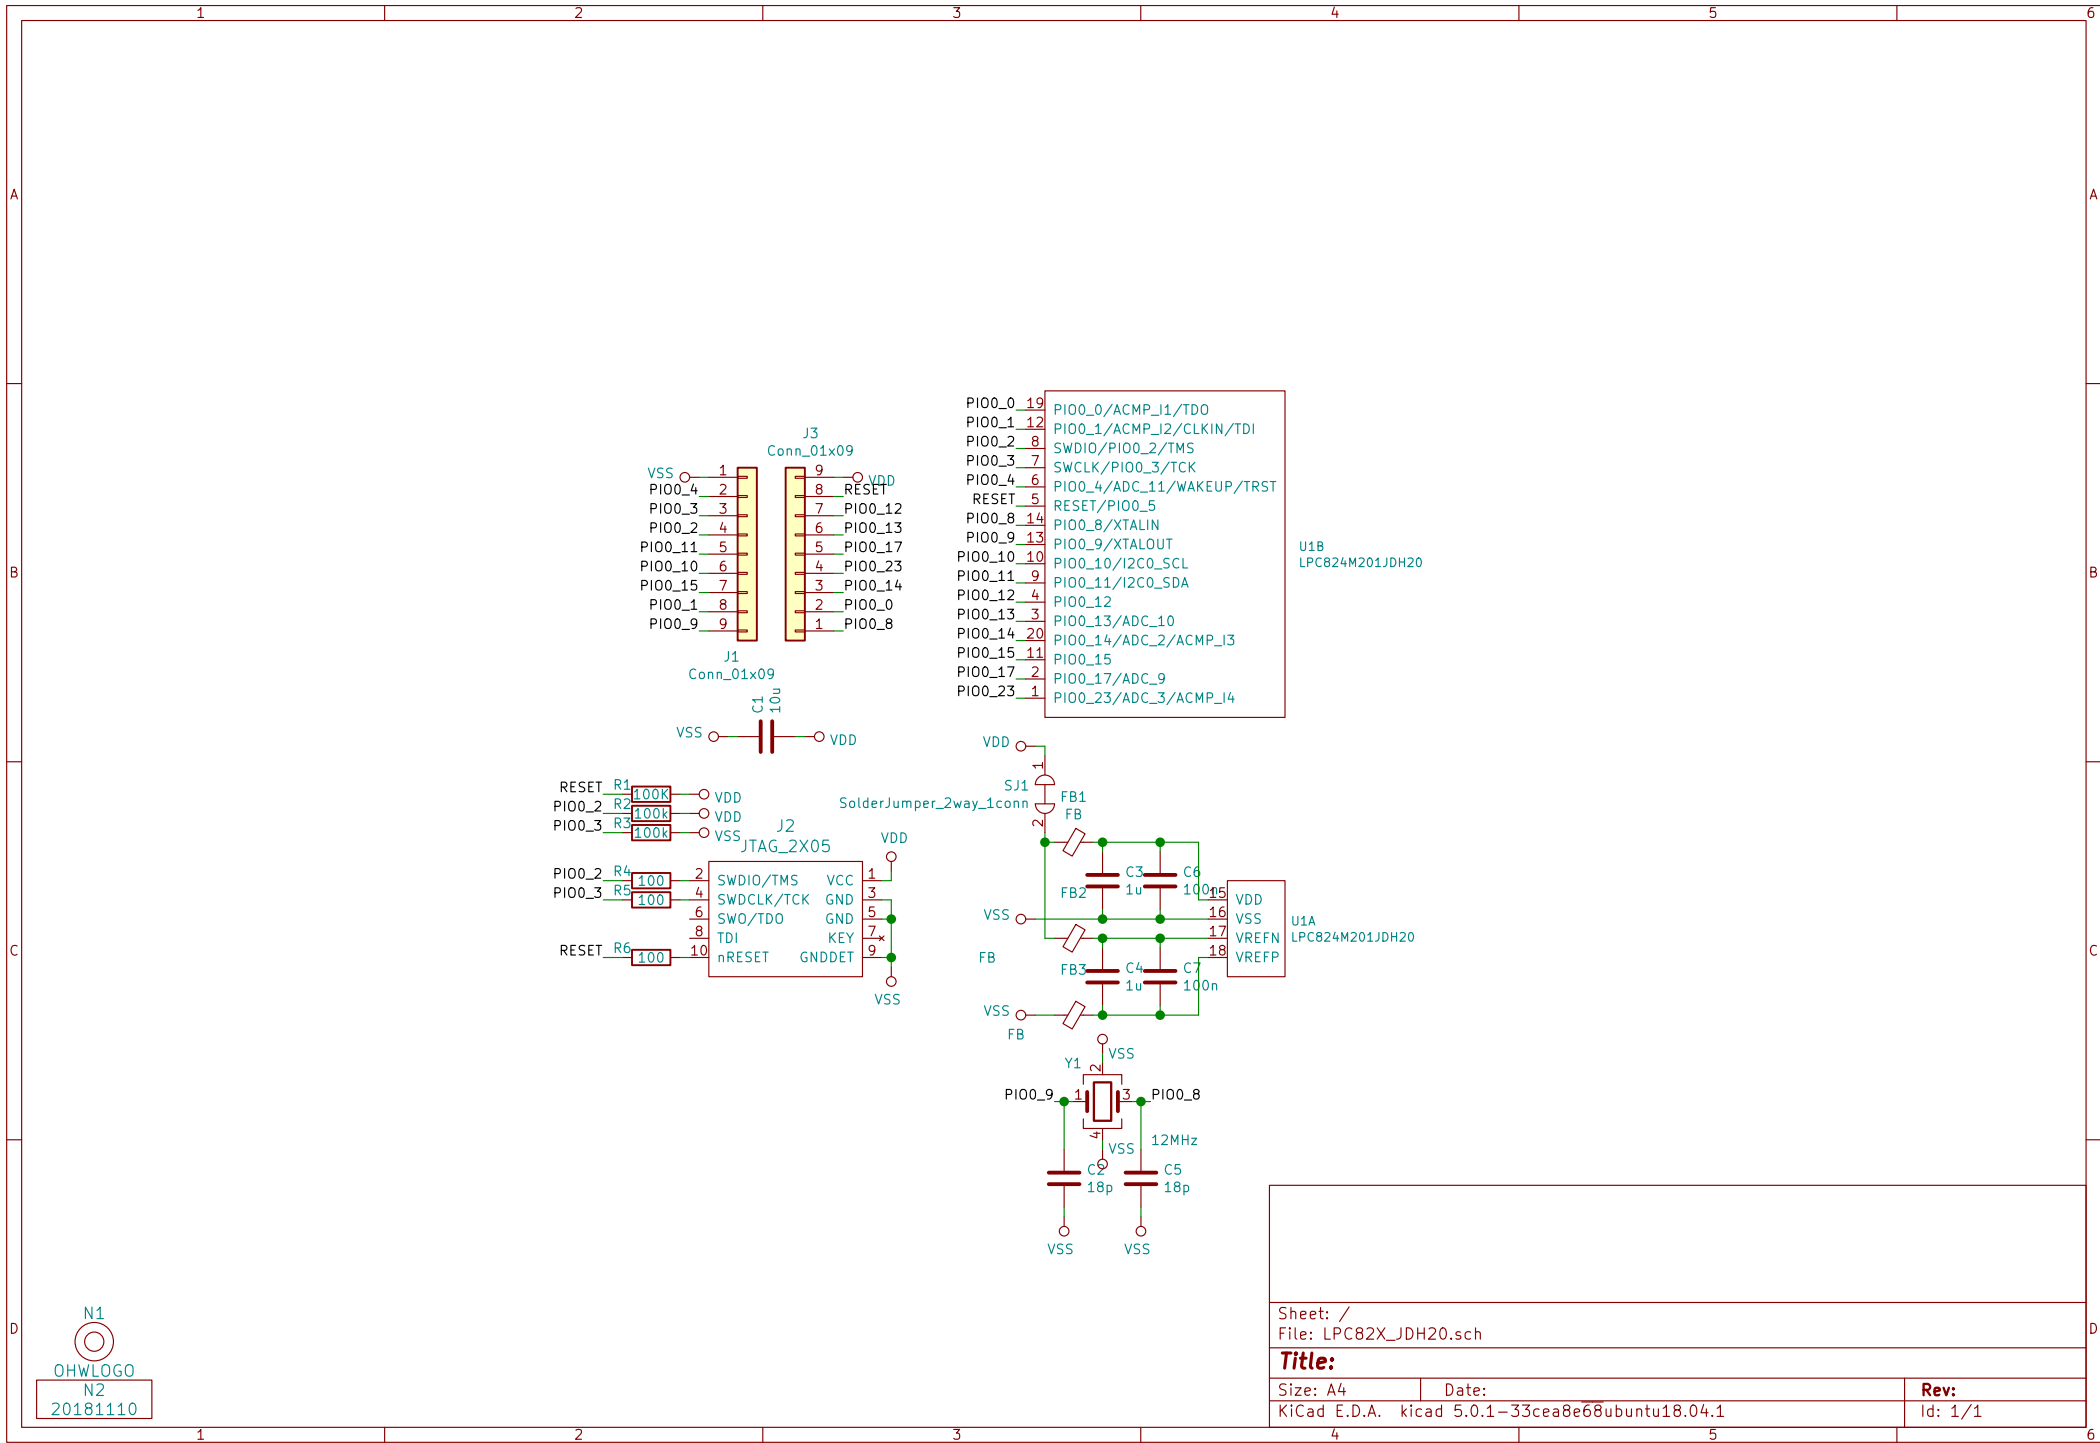 1 2 3 4 5 6
A A
B B
C C
D D
J3
Conn_01x09
VSS 1 9 VDD
PIO0_4 2 8 RESET
PIO0_3 3 7 PIO0_12
PIO0_2 4 6 PIO0_13
PIO0_11 5 5 PIO0_17
PIO0_10 6 4 PIO0_23
PIO0_15 7 3 PIO0_14
PIO0_1 8 2 PIO0_0
PIO0_9 9 1 PIO0_8
J1
Conn_01x09
C1
10u
VSS VDD
PIO0_0 19 PIO0_0/ACMP_I1/TDO
PIO0_1 12 PIO0_1/ACMP_I2/CLKIN/TDI
PIO0_2 8 SWDIO/PIO0_2/TMS
PIO0_3 7 SWCLK/PIO0_3/TCK
PIO0_4 6 PIO0_4/ADC_11/WAKEUP/TRST
RESET 5 RESET/PIO0_5
PIO0_8 14 PIO0_8/XTALIN
PIO0_9 13 PIO0_9/XTALOUT
PIO0_10 10 PIO0_10/I2C0_SCL
PIO0_11 9 PIO0_11/I2C0_SDA
PIO0_12 4 PIO0_12
PIO0_13 3 PIO0_13/ADC_10
PIO0_14 20 PIO0_14/ADC_2/ACMP_I3
PIO0_15 11 PIO0_15
PIO0_17 2 PIO0_17/ADC_9
PIO0_23 1 PIO0_23/ADC_3/ACMP_I4
U1B
LPC824M201JDH20
RESET R1 100K VDD
PIO0_2 R2 100k VDD
PIO0_3 R3 100k VSS
J2
JTAG_2X05
VDD
PIO0_2 R4 100 2 SWDIO/TMS VCC 1
PIO0_3 R5 100 4 SWDCLK/TCK GND 3
6 SWO/TDO GND 5
8 TDI KEY 7
RESET R6 100 10 nRESET GNDDET 9
VSS
VDD
1
SJ1
SolderJumper_2way_1conn
2
FB1
FB
C3
1u
C6
100n
FB2
VSS
FB
FB3
C4
1u
C7
100n
VSS
FB
15 VDD
16 VSS
17 VREFN
18 VREFP
U1A
LPC824M201JDH20
VSS
Y1
2
PIO0_9 1 3 PIO0_8
4
VSS
12MHz
C2
18p
C5
18p
VSS VSS
N1
OHWLOGO
N2
20181110
Sheet: /
File: LPC82X_JDH20.sch
Title:
Size: A4 Date: Rev:
KiCad E.D.A. kicad 5.0.1-33cea8e68ubuntu18.04.1 Id: 1/1
1 2 3 4 5 6